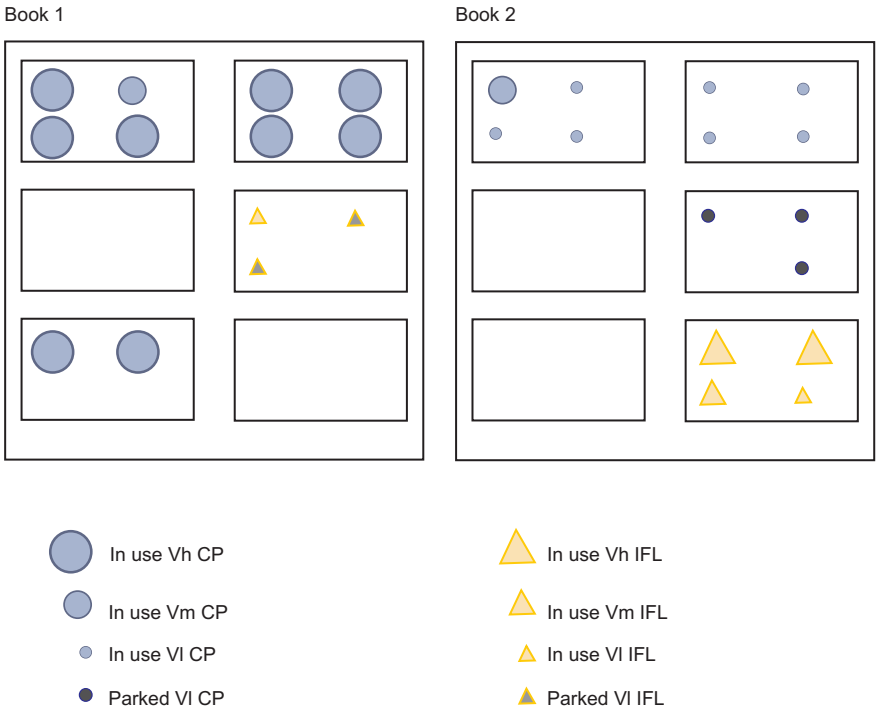 Book 1
Book 2
In use Vh CP
In use Vm CP
In use Vl CP
Parked Vl CP
In use Vh IFL
In use Vm IFL
In use Vl IFL
Parked Vl IFL